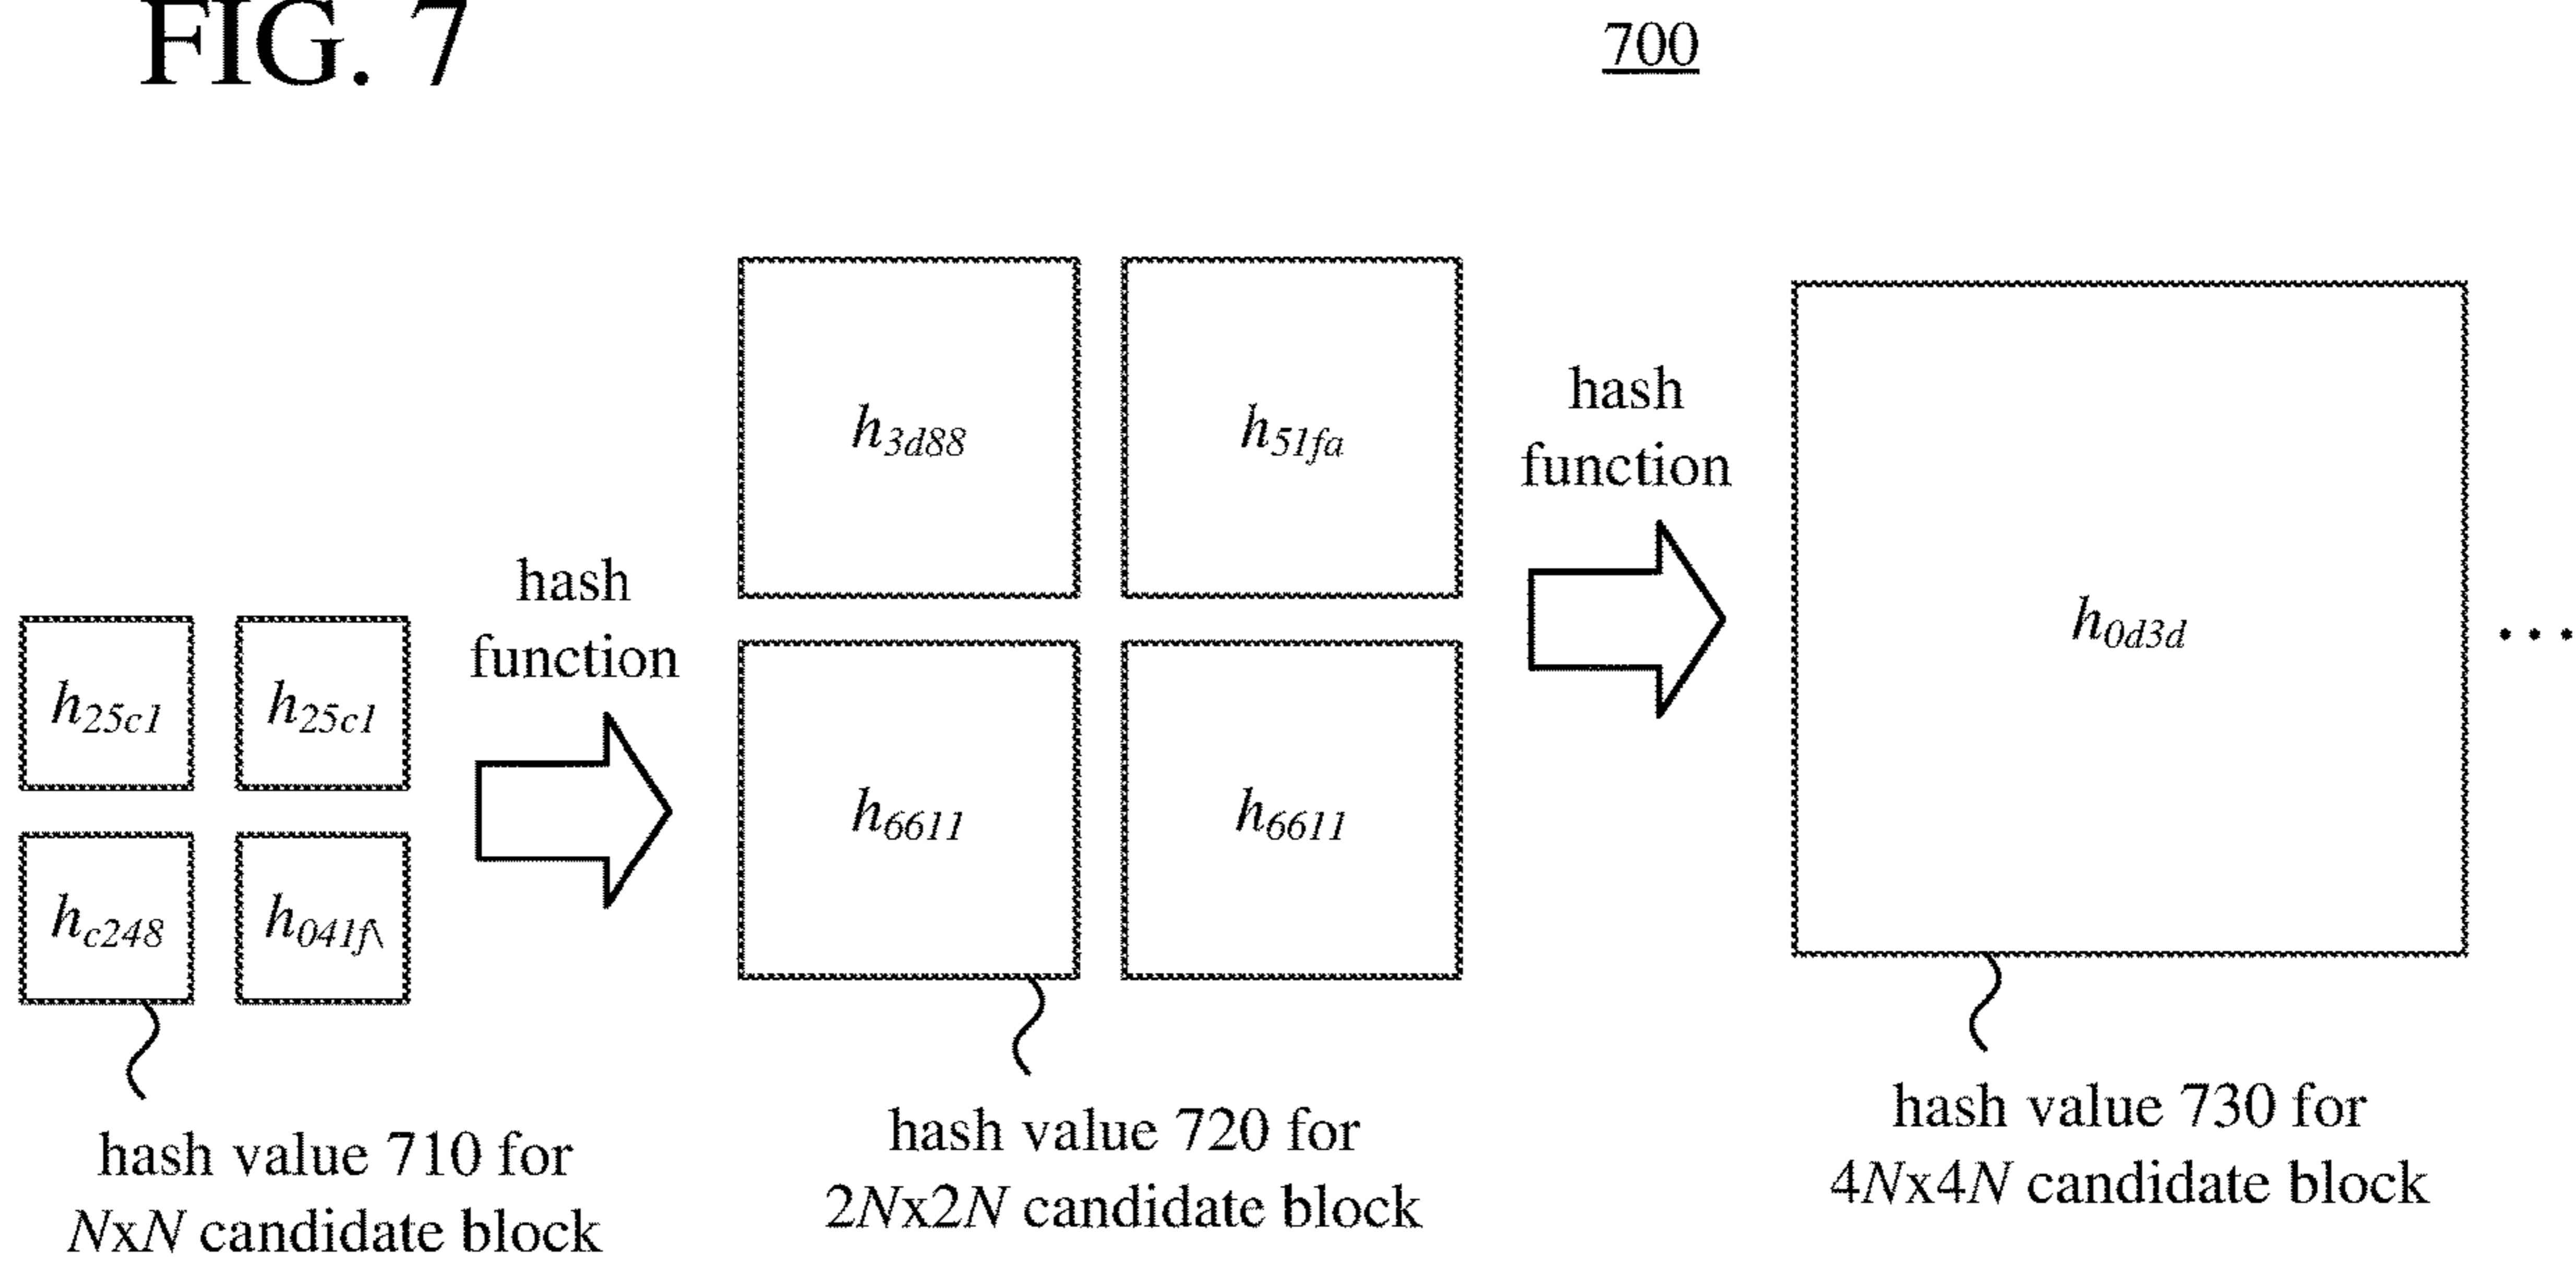 FIG. 7
700
h3d88 h51fa
hash
function
h0d3d
. . .
hash
function
h25c1 h25c1
h6611 h6611
hc248 h041f\
hash value 710 for
NxN candidate block
hash value 720 for
2Nx2N candidate block
hash value 730 for
4Nx4N candidate block